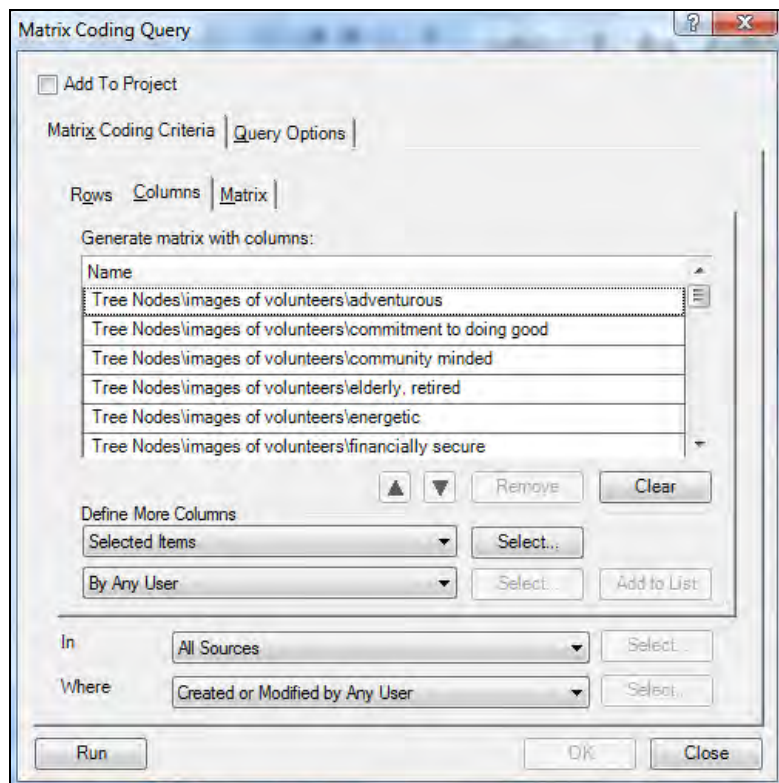 Matrix Coding Query
?
Add To Project
Matrix Coding Criteria Query Options
Rows Columns Matrix
Generate matrix with columns:
Name
Tree Nodes\images of volunteers\adventurous
Tree Nodes\images of volunteers\commitment to doing good
Tree Nodes\images of volunteers\community minded
Tree Nodes\images of volunteers\elderly, retired
Tree Nodes\images of volunteers\energetic
Tree Nodes\images of volunteers\financially secure
Remove Clear
Define More Columns
Selected Items Select...
By Any User Select... Add to List
In All Sources Select...
Where Created or Modified by Any User Select...
Run OK Close